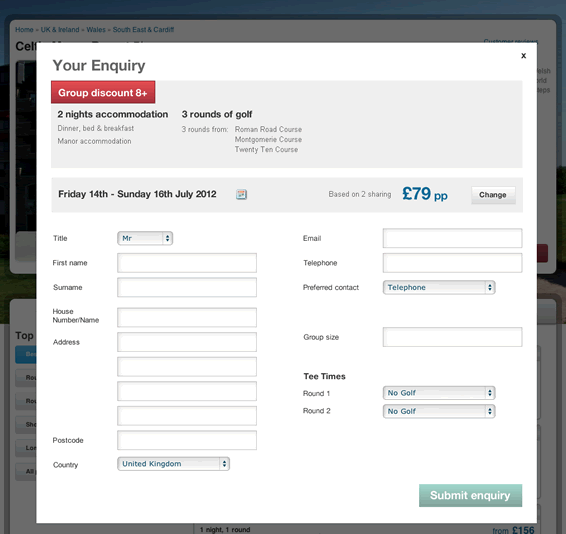 Home » UK & Ireland » Wales » South East & Cardiff
Customer reviews
x
Your Enquiry
Group discount 8+
2 nights accommodation
Dinner, bed & breakfast
Manor accommodation
3 rounds of golf
3 rounds from: Roman Road Course
Montgomerie Course
Twenty Ten Course
Friday 14th - Sunday 16th July 2012
Based on 2 sharing £79 pp
Change
Title Mr
First name
Surname
House
Number/Name
Address
Postcode
Country United Kingdom
Email
Telephone
Preferred contact Telephone
Group size
Tee Times
Round 1 No Golf
Round 2 No Golf
Submit enquiry
Top
1 night, 1 round
from £156